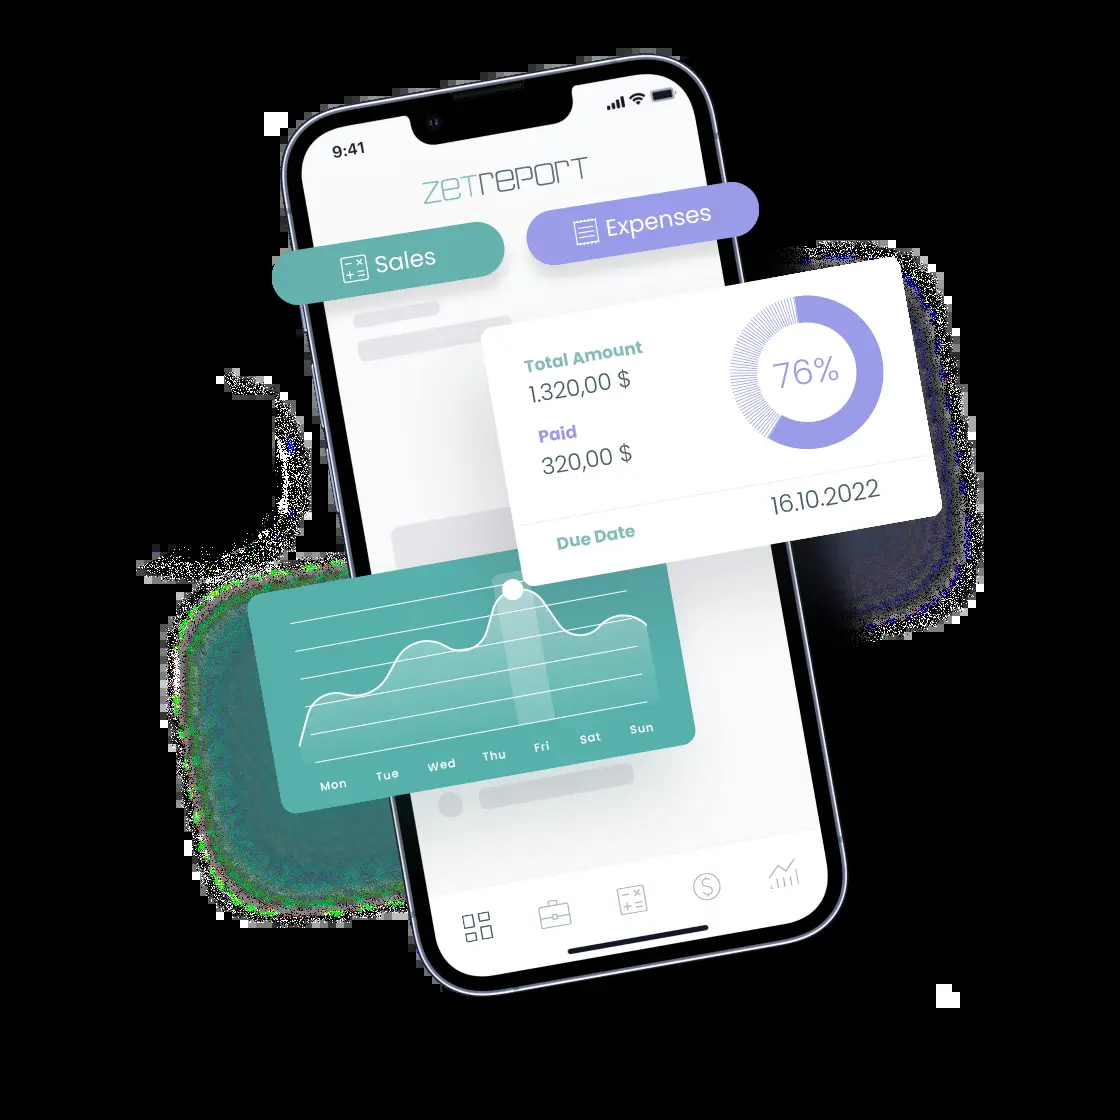 9:41
zetreport
Sales
Expenses
Total Amount
1.320,00 $
76%
Paid
320,00 $
Due Date
16.10.2022
Mon Tue Wed Thu Fri Sat Sun